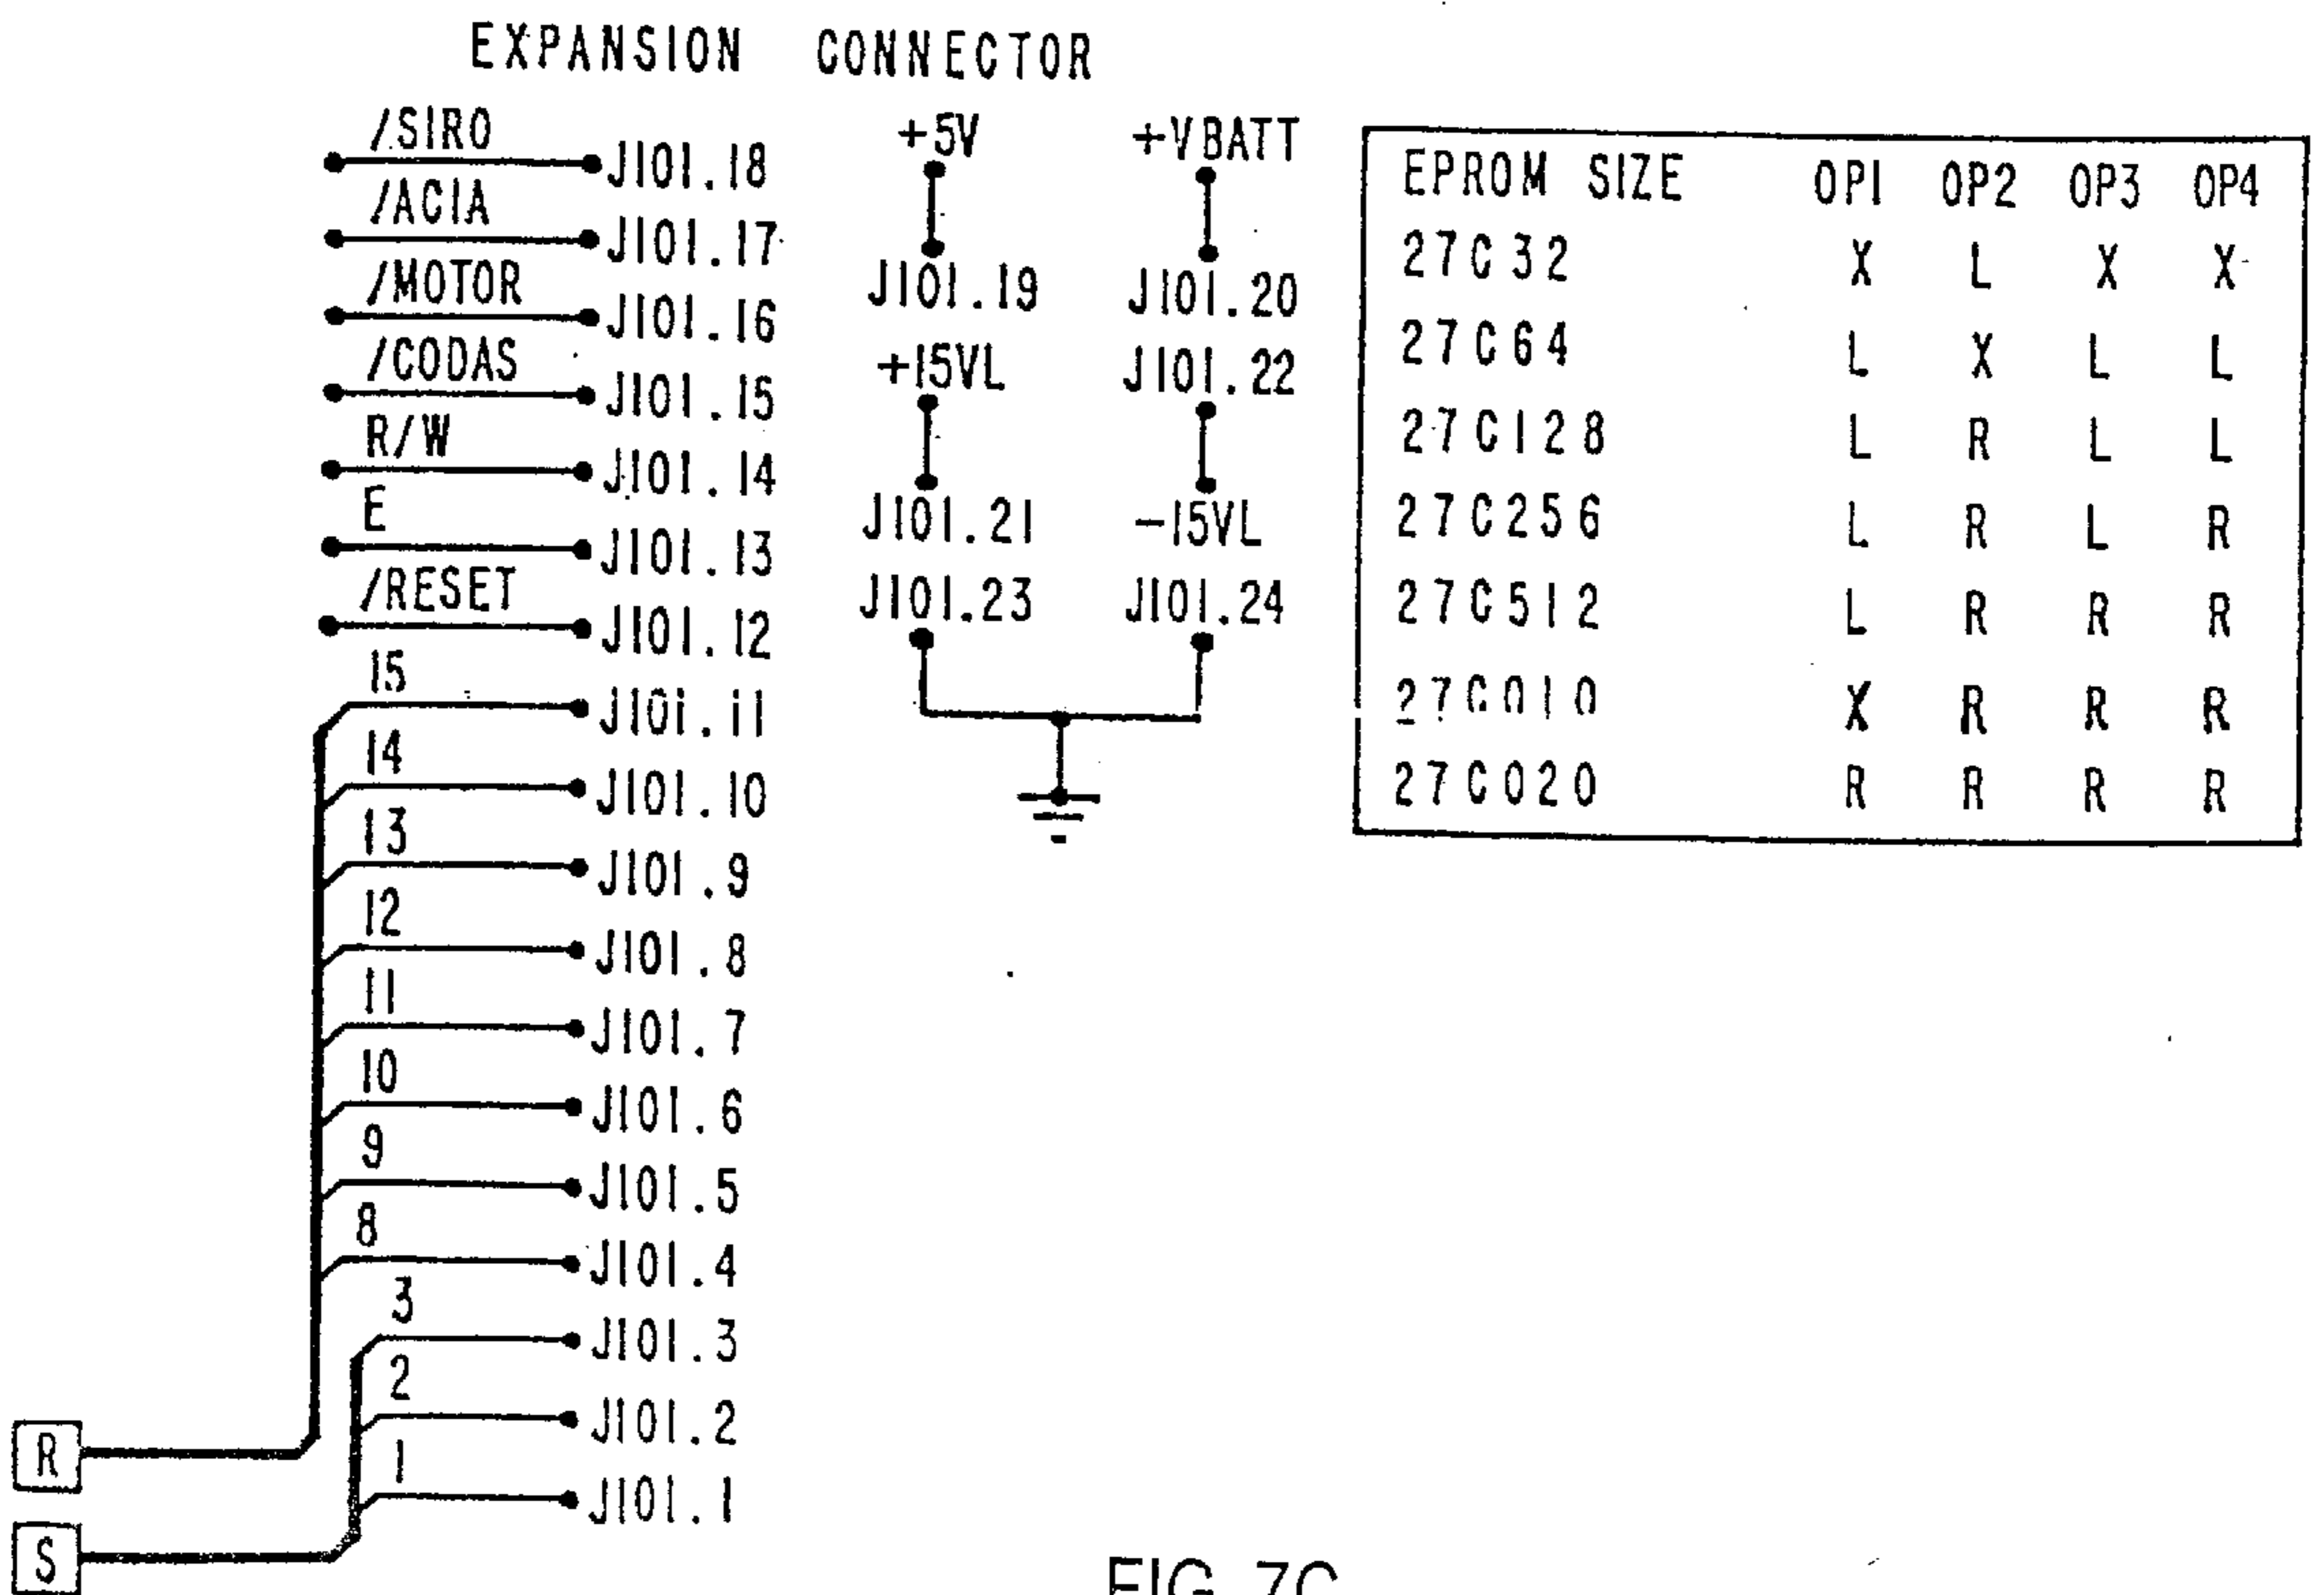 EXPANSION CONNECTOR
/SIRO
J101.18
/ACIA
J101.17
/MOTOR
J101.16
/CODAS
J101.15
R/W
J101.14
E
J101.13
/RESET
J101.12
15
J101.11
14
J101.10
13
J101.9
12
J101.8
11
J101.7
10
J101.6
9
J101.5
8
J101.4
3
J101.3
2
J101.2
1
J101.1
R
S
+5V
J101.19
+VBATT
J101.20
+15VL
J101.21
J101.22
-15VL
J101.23
J101.24
EPROM SIZE OP1 OP2 OP3 OP4
27C32 X L X X
27C64 L X L L
27C128 L R L L
27C256 L R L R
27C512 L R R R
27C010 X R R R
27C020 R R R R
FIG. 7C